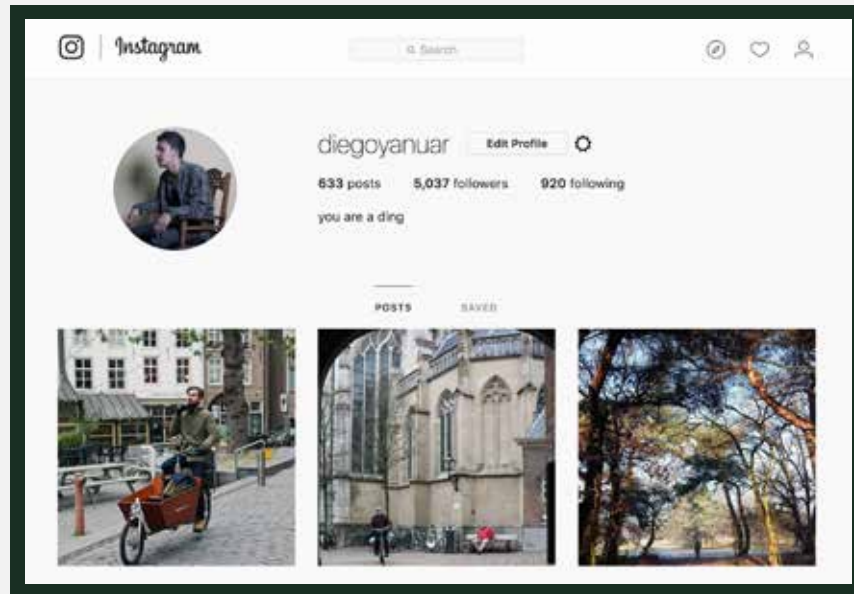 Instagram
Search
diegoyanuar Edit Profile
633 posts 5,037 followers 920 following
you are a ding
POSTS SAVED